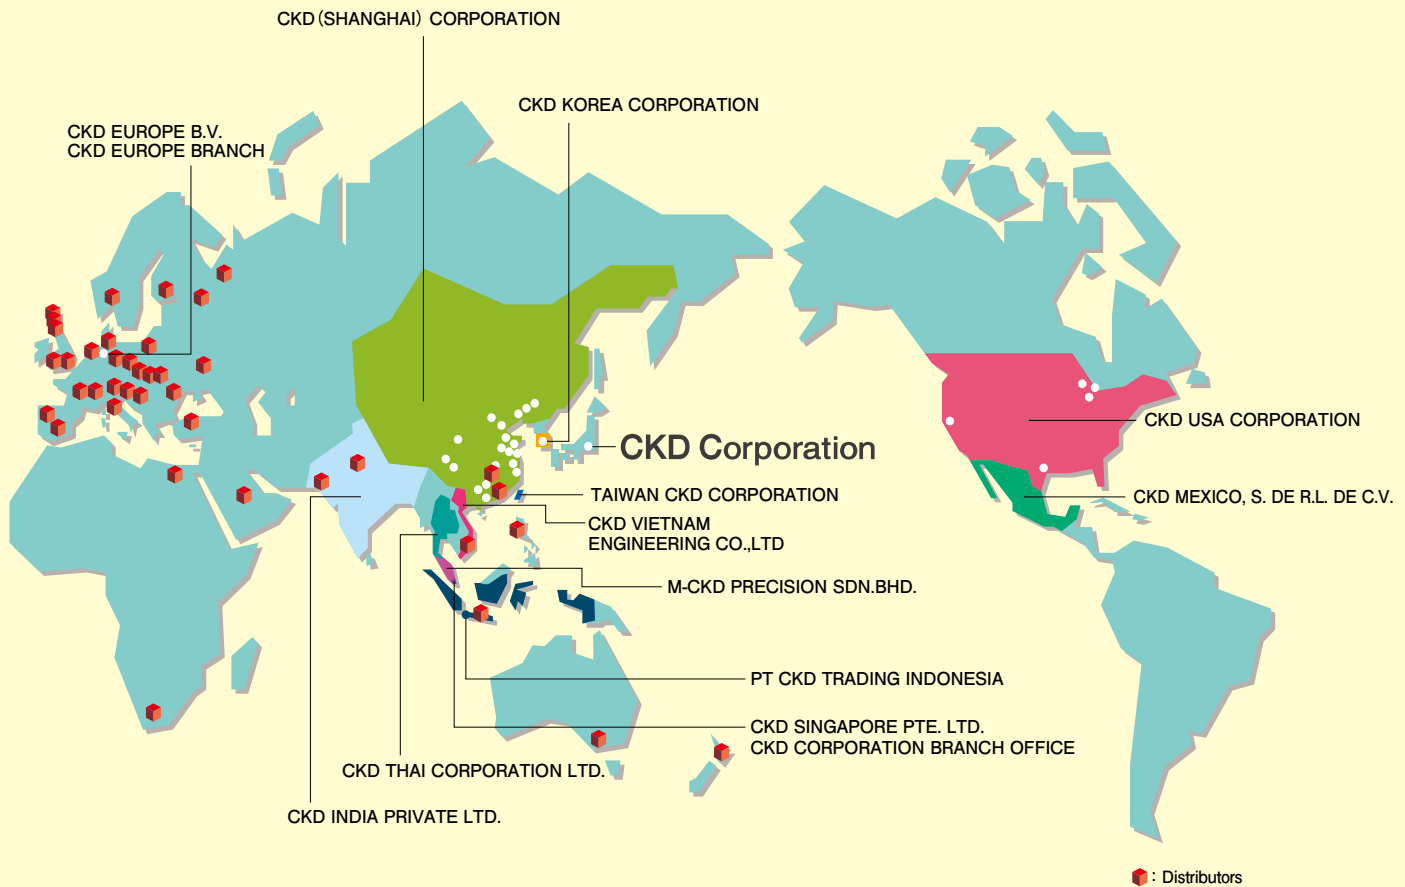 CKD (SHANGHAI) CORPORATION
CKD KOREA CORPORATION
CKD EUROPE B.V.
CKD EUROPE BRANCH
CKD USA CORPORATION
CKD Corporation
TAIWAN CKD CORPORATION
CKD MEXICO, S. DE R.L. DE C.V.
CKD VIETNAM
ENGINEERING CO.,LTD
M-CKD PRECISION SDN.BHD.
PT CKD TRADING INDONESIA
CKD SINGAPORE PTE. LTD.
CKD CORPORATION BRANCH OFFICE
CKD THAI CORPORATION LTD.
CKD INDIA PRIVATE LTD.
: Distributors